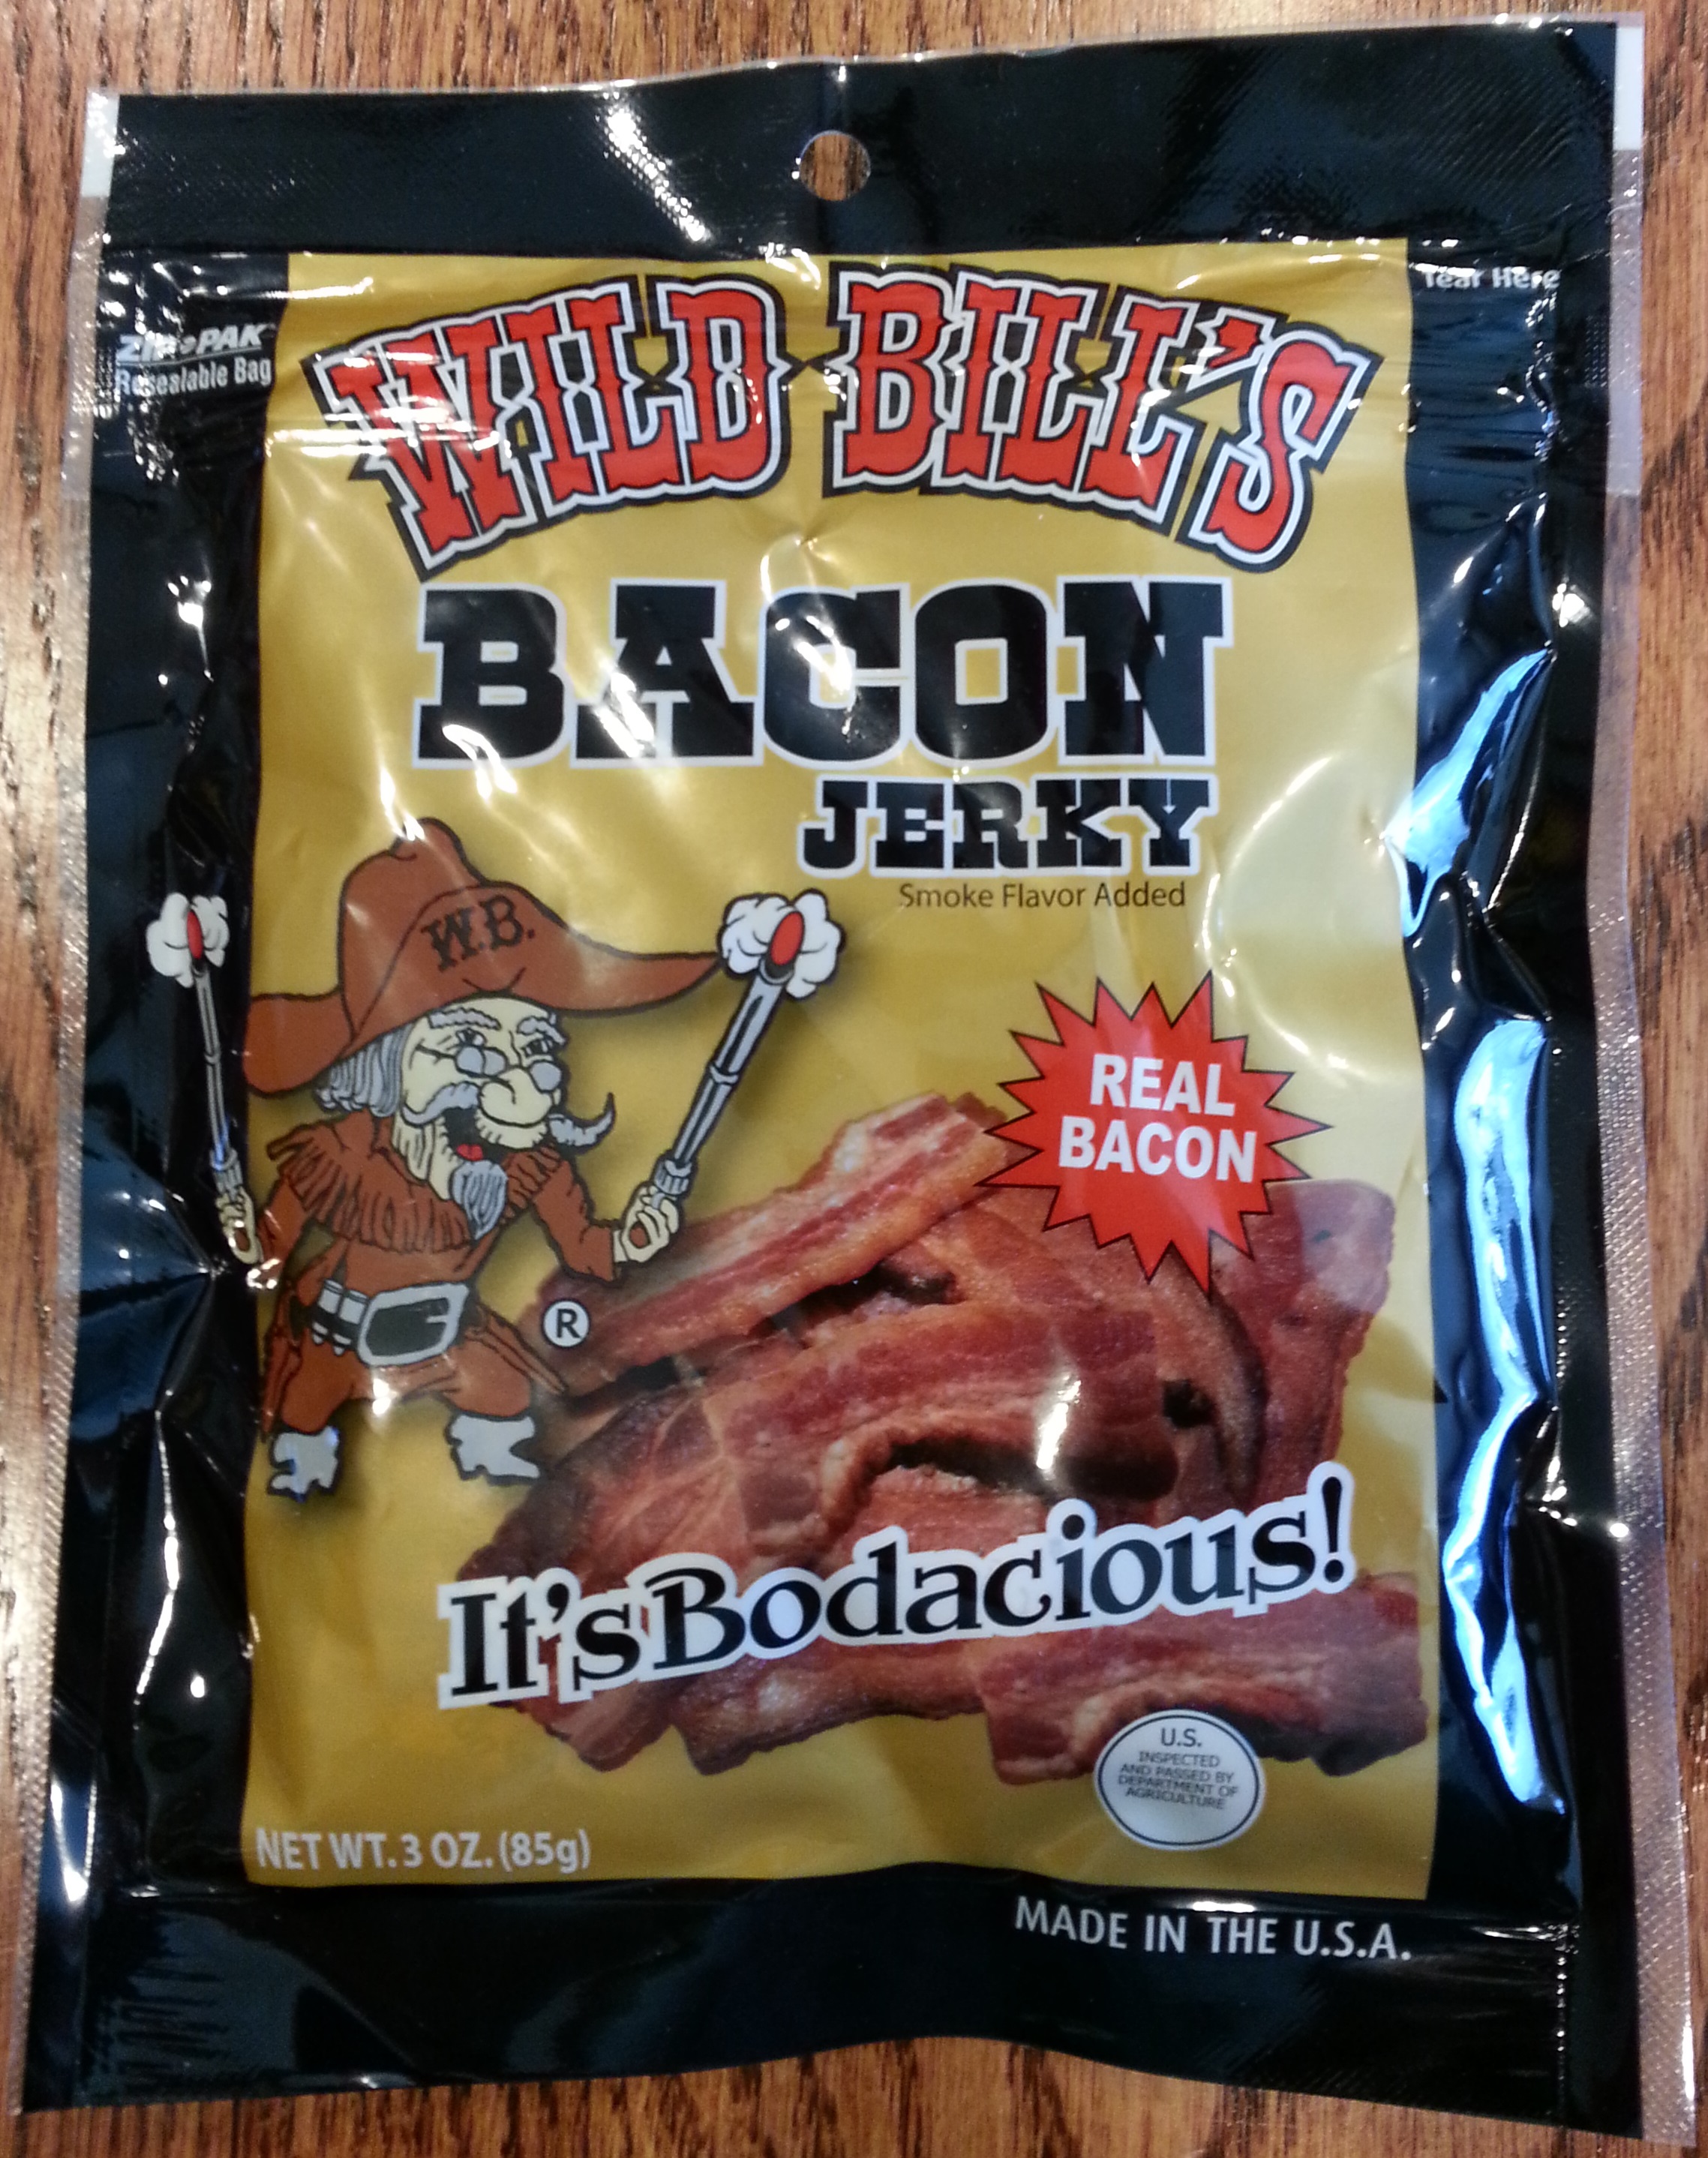 Tear Here
ZIP-PAK
Resealable Bag
WILD BILL'S
BACON
JERKY
Smoke Flavor Added
W.B.
REAL
BACON
®
It's Bodacious!
U.S.
INSPECTED
AND PASSED BY
DEPARTMENT OF
AGRICULTURE
NET WT. 3 OZ. (85g)
MADE IN THE U.S.A.